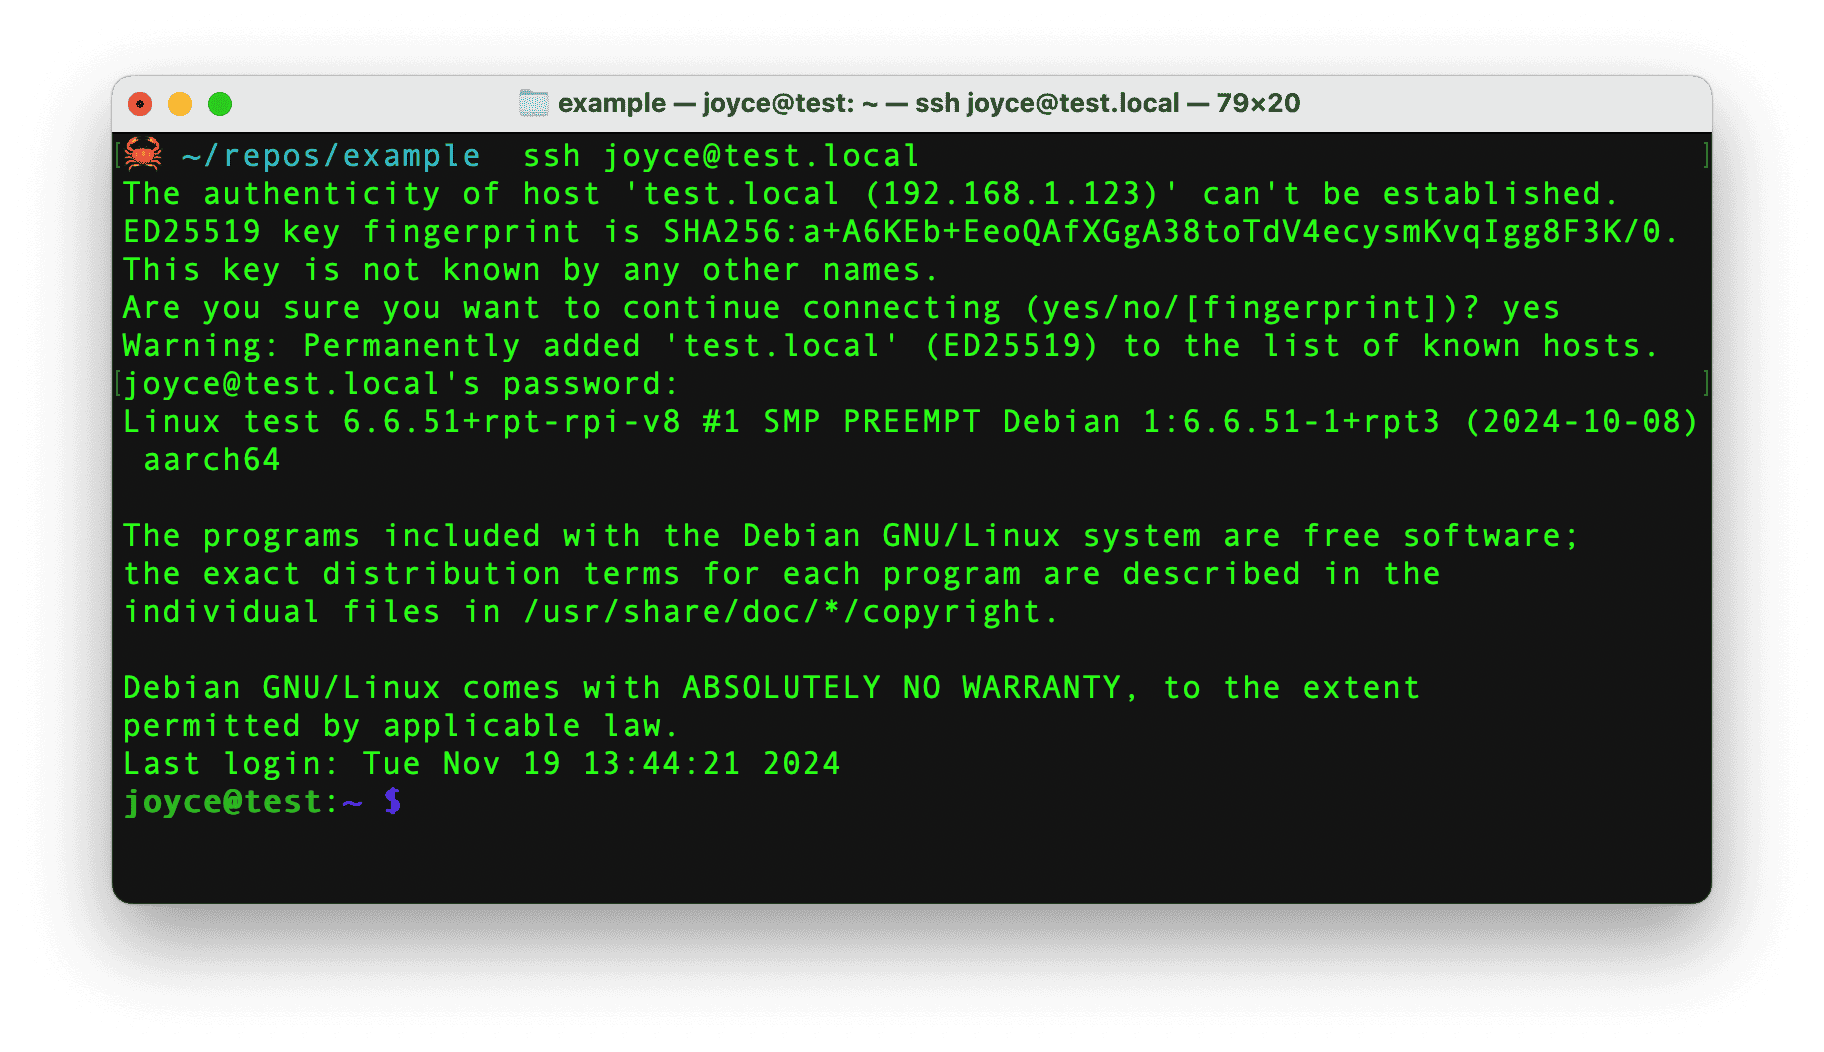 example — joyce@test: ~ — ssh joyce@test.local — 79×20
~/repos/example  ssh joyce@test.local
The authenticity of host 'test.local (192.168.1.123)' can't be established.
ED25519 key fingerprint is SHA256:a+A6KEb+EeoQAfXGgA38toTdV4ecysmKvqIgg8F3K/0.
This key is not known by any other names.
Are you sure you want to continue connecting (yes/no/[fingerprint])? yes
Warning: Permanently added 'test.local' (ED25519) to the list of known hosts.
joyce@test.local's password:
Linux test 6.6.51+rpt-rpi-v8 #1 SMP PREEMPT Debian 1:6.6.51-1+rpt3 (2024-10-08)
 aarch64
The programs included with the Debian GNU/Linux system are free software;
the exact distribution terms for each program are described in the
individual files in /usr/share/doc/*/copyright.
Debian GNU/Linux comes with ABSOLUTELY NO WARRANTY, to the extent
permitted by applicable law.
Last login: Tue Nov 19 13:44:21 2024
joyce@test:~ $